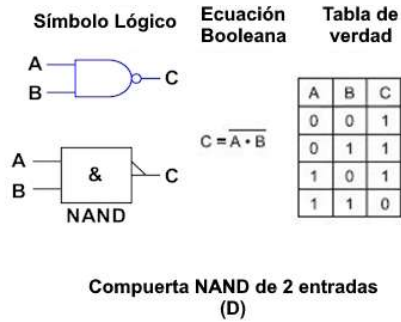 Símbolo Lógico
Ecuación
Booleana
Tabla de
verdad
A
B
C
A
B
&
C
NAND
C = A • B
A B C
0 0 1
0 1 1
1 0 1
1 1 0
Compuerta NAND de 2 entradas
(D)